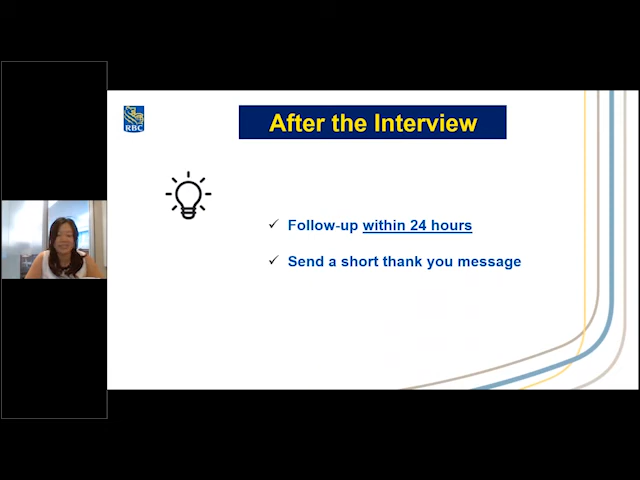 RBC
After the Interview
✓ Follow-up within 24 hours
✓ Send a short thank you message